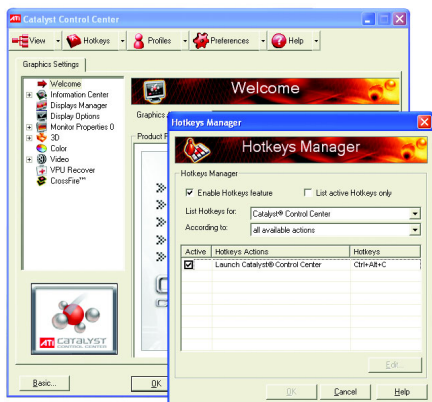 ATI Catalyst Control Center
View Hotkeys Profiles Preferences Help
Graphics Settings
Welcome
Information Center
Displays Manager
Display Options
Monitor Properties 0
3D
Color
Video
VPU Recover
CrossFire™
Welcome
Graphics
Product F
ATI CATALYST
CONTROL CENTER
Basic...
OK
Hotkeys Manager
Hotkeys Manager
Hotkeys Manager
Enable Hotkeys feature
List active Hotkeys only
List Hotkeys for: Catalyst® Control Center
According to: all available actions
Active Hotkeys Actions Hotkeys
Launch Catalyst® Control Center Ctrl+Alt+C
Edit...
OK Cancel Help